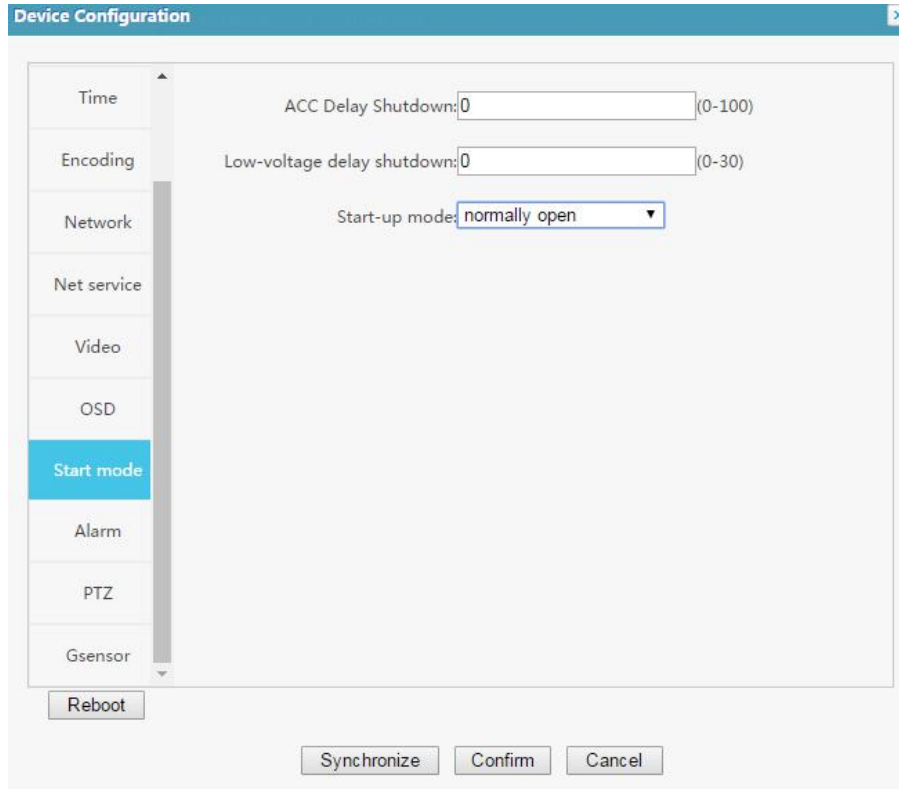 Device Configuration
Time
Encoding
Network
Net service
Video
OSD
Start mode
Alarm
PTZ
Gsensor
ACC Delay Shutdown:0 (0-100)
Low-voltage delay shutdown:0 (0-30)
Start-up mode: normally open
Reboot
Synchronize Confirm Cancel